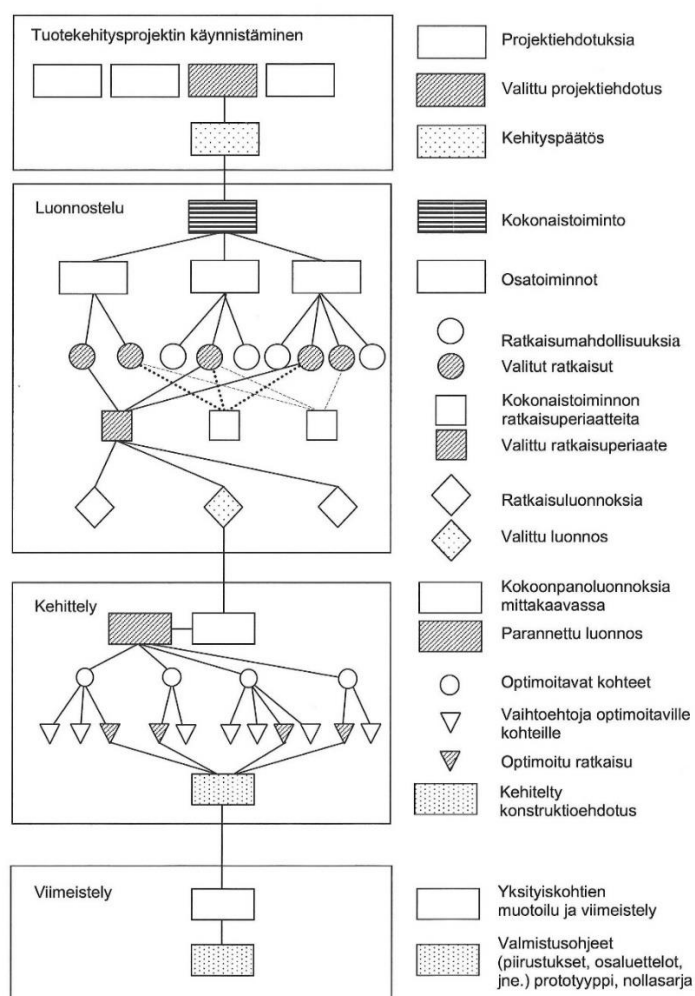 Tuotekehitysprojektin käynnistäminen
Projektiehdotuksia
Valittu projektiehdotus
Kehityspäätös
Luonnostelu
Kokonaistoiminto
Osatoiminnot
Ratkaisumahdollisuuksia
Valitut ratkaisut
Kokonaistoiminnon
ratkaisuperiaatteita
Valittu ratkaisuperiaate
Ratkaisuluonnoksia
Valittu luonnos
Kehittely
Kokoonpanoluonnoksia
mittakaavassa
Parannettu luonnos
Optimoitavat kohteet
Vaihtoehtoja optimoitaville
kohteille
Optimoitu ratkaisu
Kehitelty
konstruktioehdotus
Viimeistely
Yksityiskohtien
muotoilu ja viimeistely
Valmistusohjeet
(piirustukset, osaluettelot,
jne.) prototyyppi, nollasarja